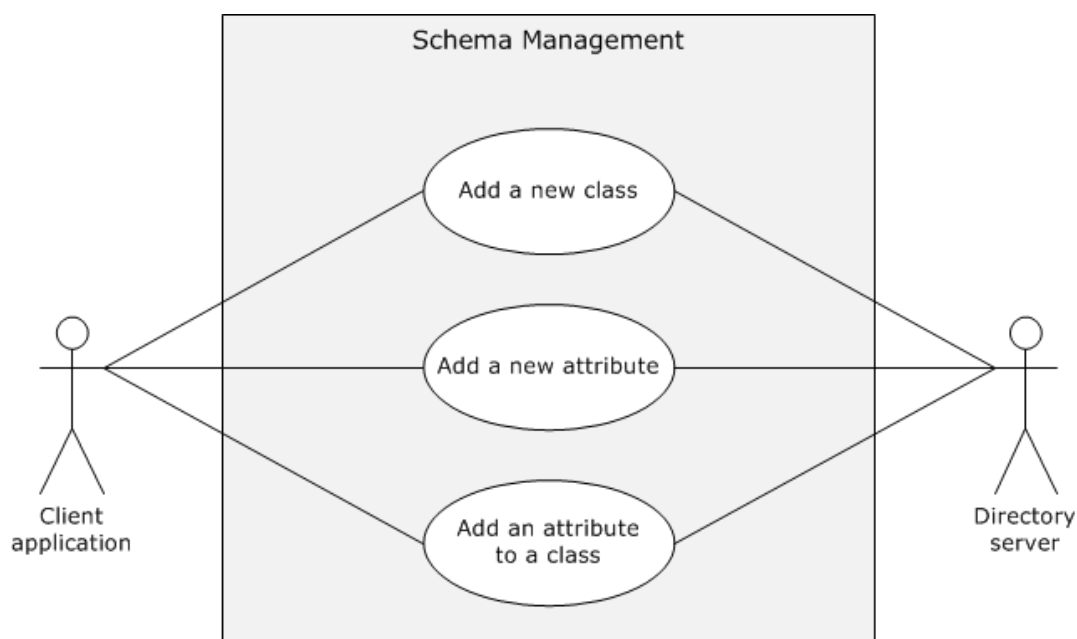 Schema Management
Add a new class
Add a new attribute
Add an attribute
to a class
Client
application
Directory
server